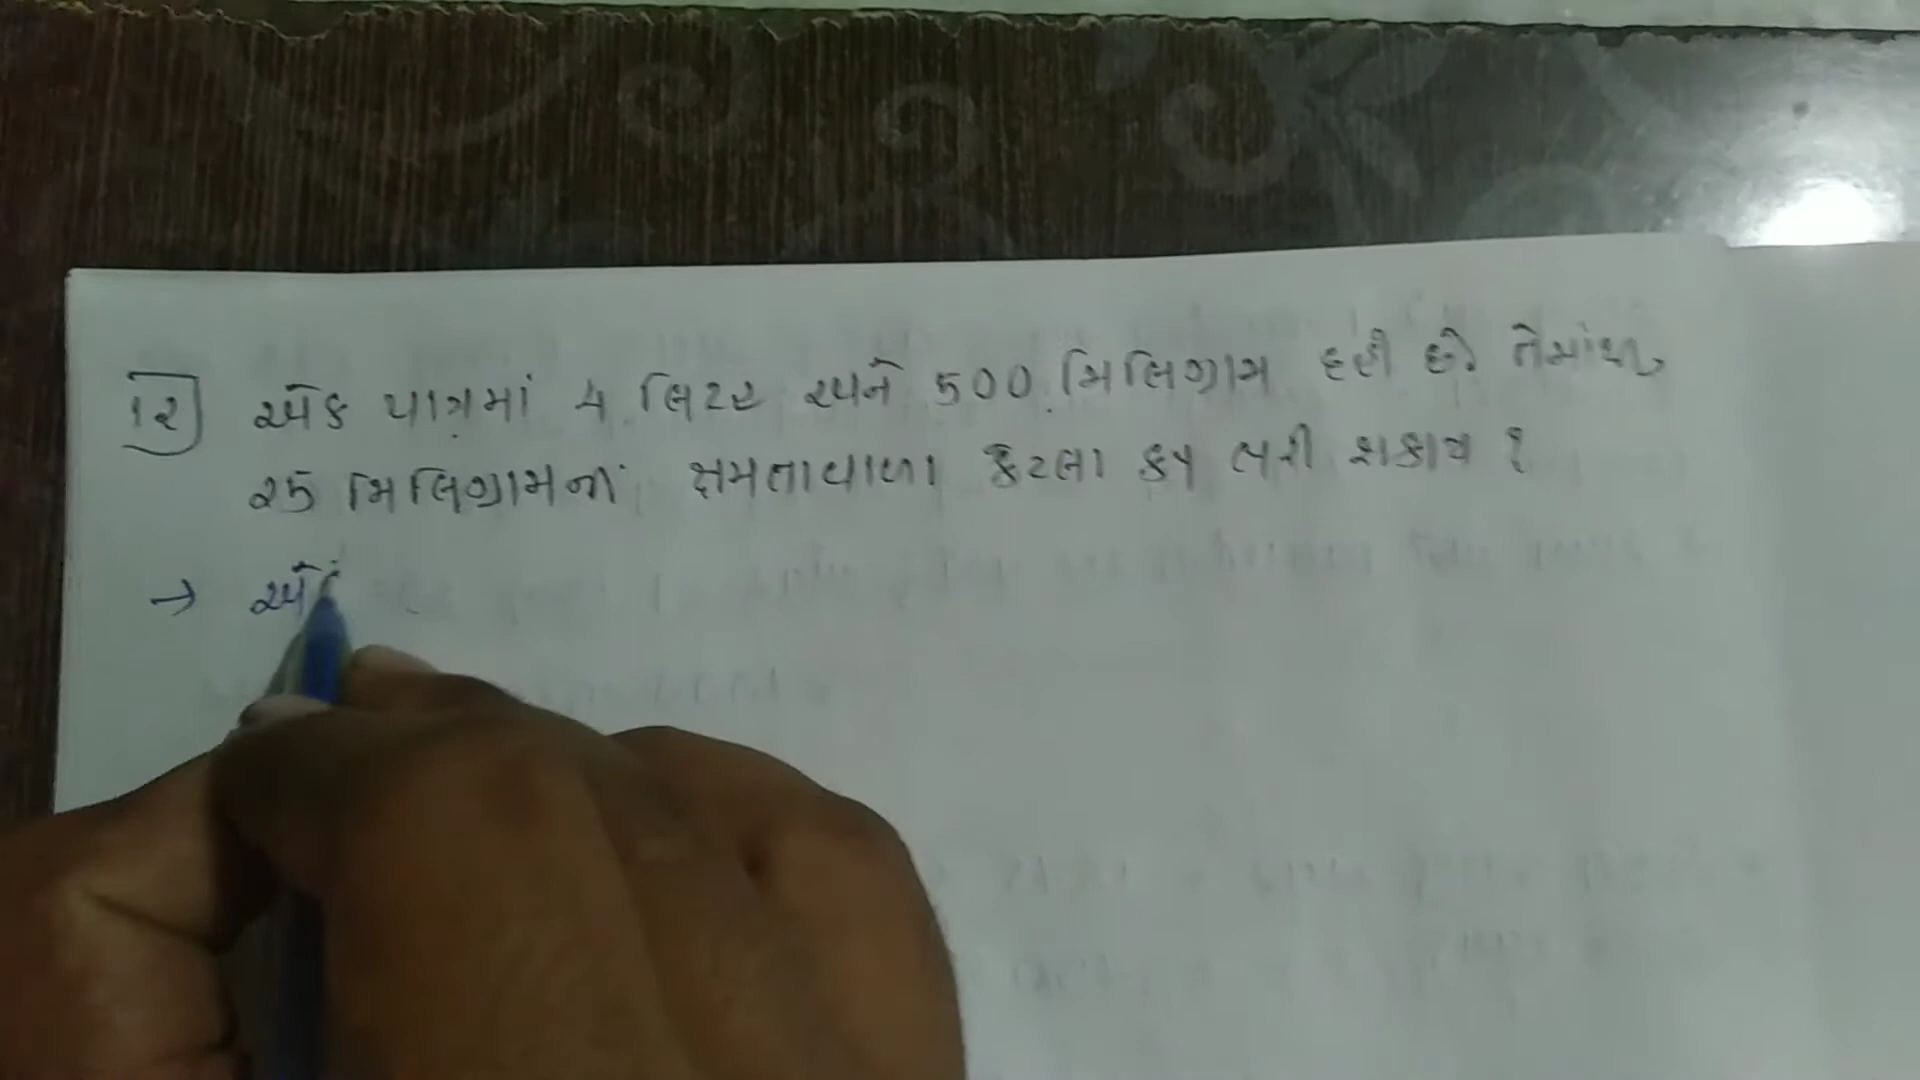 12 એક પાત્રમાં 4 લિટર અને 500 મિલિગ્રામ દહીં છે. તેમાંથી
25 મિલિગ્રામની ક્ષમતાવાળા કેટલા કપ ભરી શકાય ?
→ એ